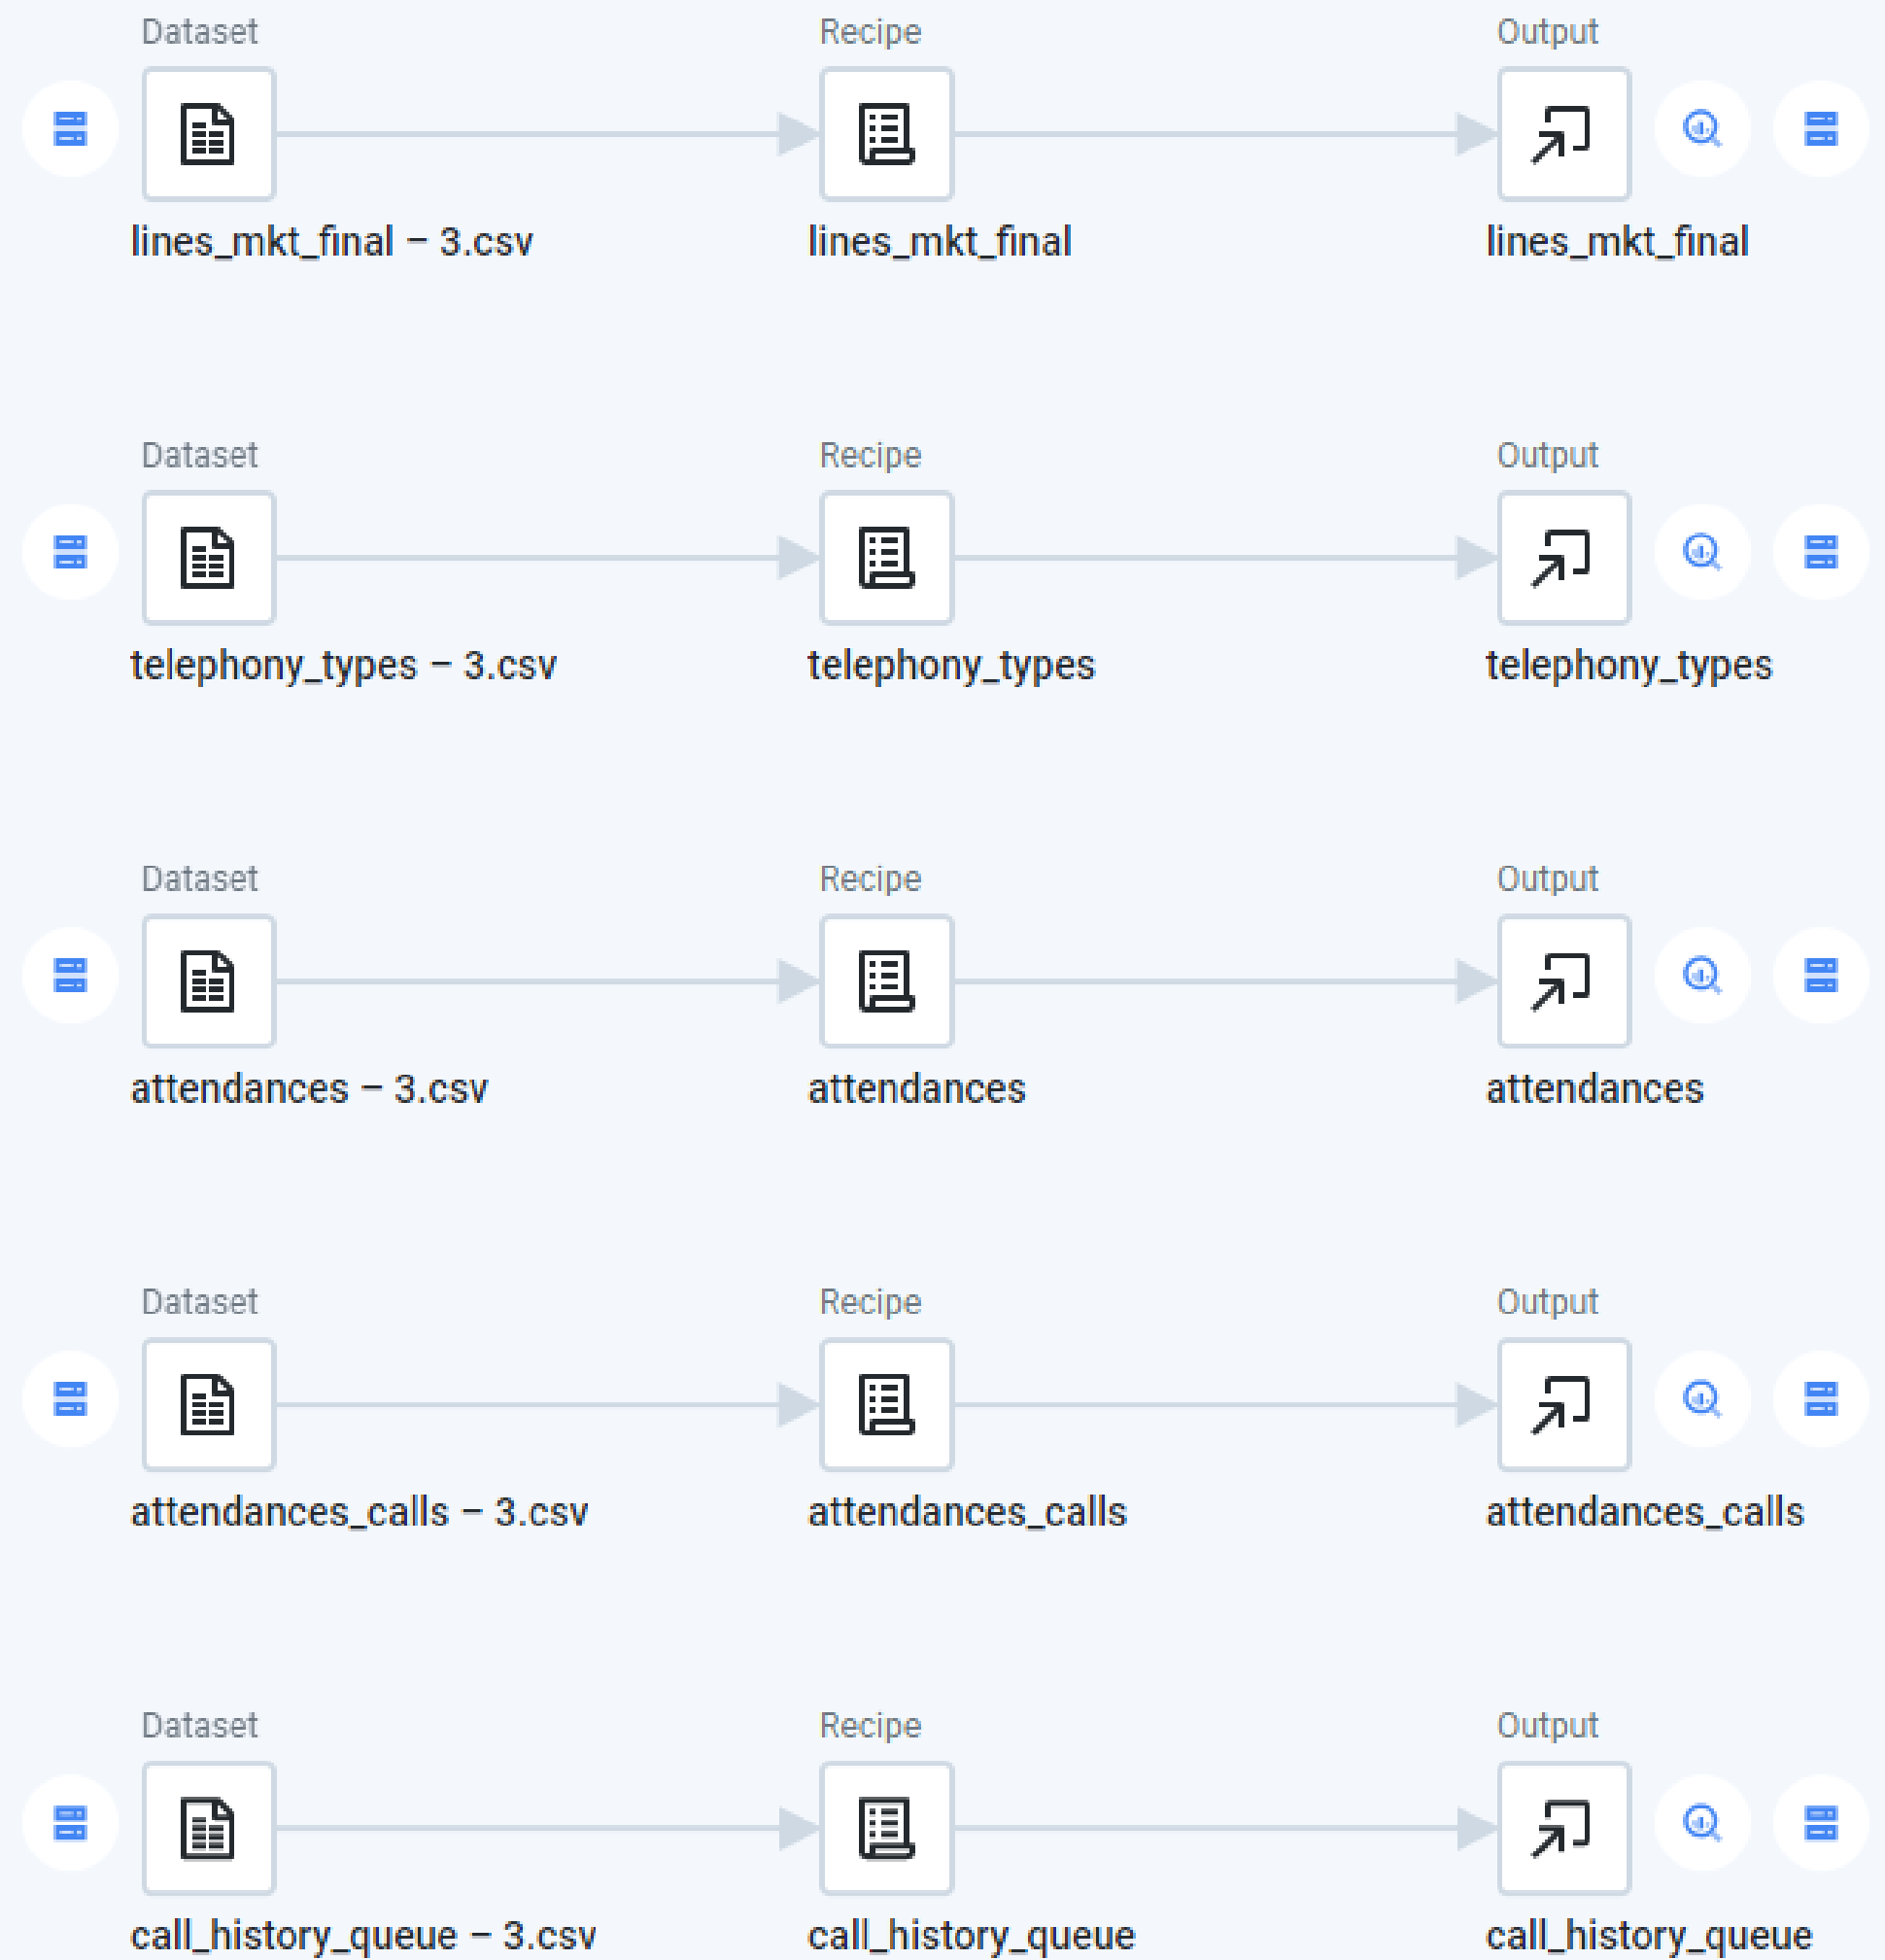 Dataset Recipe Output
lines_mkt_final – 3.csv lines_mkt_final lines_mkt_final
Dataset Recipe Output
telephony_types – 3.csv telephony_types telephony_types
Dataset Recipe Output
attendances – 3.csv attendances attendances
Dataset Recipe Output
attendances_calls – 3.csv attendances_calls attendances_calls
Dataset Recipe Output
call_history_queue – 3.csv call_history_queue call_history_queue